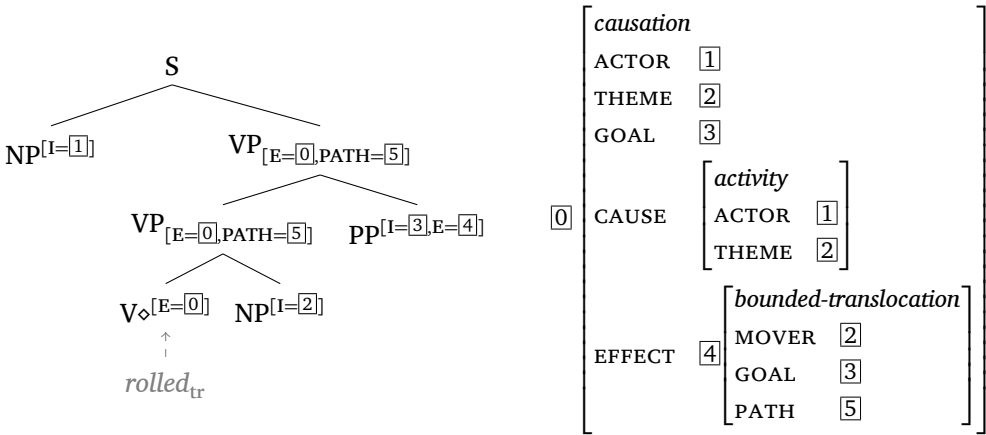 S
NP[I=1]
VP[E=0,PATH=5]
VP[E=0,PATH=5]
PP[I=3,E=4]
V⋄[E=0]
NP[I=2]
rolledtr
0
causation
ACTOR 1
THEME 2
GOAL 3
CAUSE
activity
ACTOR 1
THEME 2
EFFECT 4
bounded-translocation
MOVER 2
GOAL 3
PATH 5